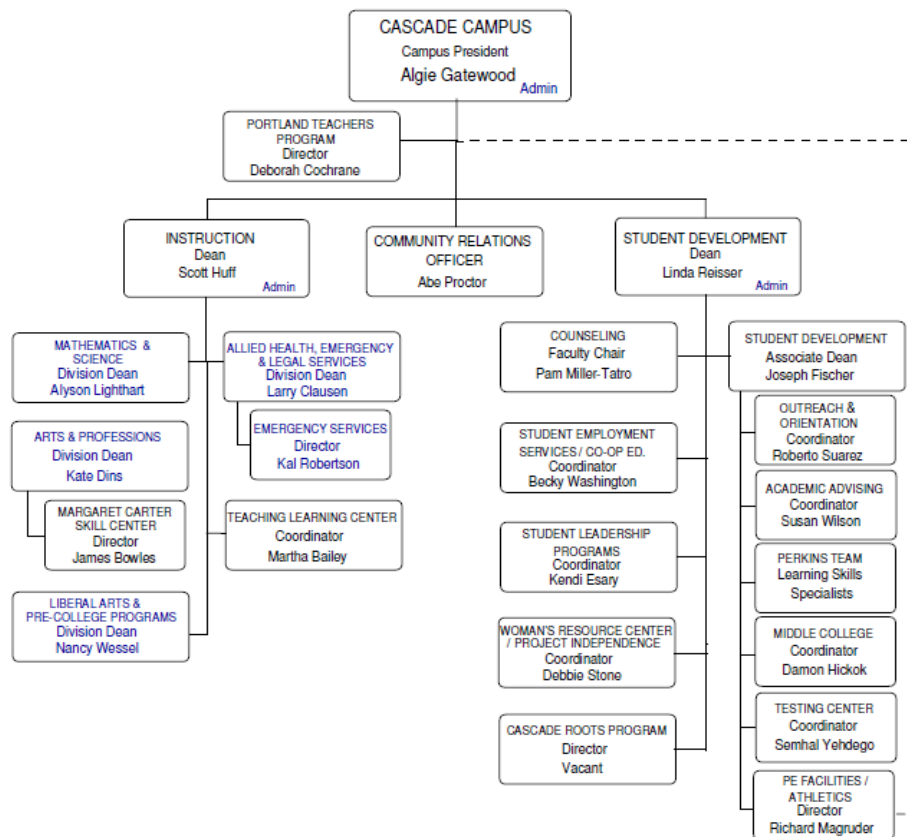 CASCADE CAMPUS
Campus President
Algie Gatewood
Admin
PORTLAND TEACHERS
PROGRAM
Director
Deborah Cochrane
INSTRUCTION
Dean
Scott Huff
Admin
COMMUNITY RELATIONS
OFFICER
Abe Proctor
STUDENT DEVELOPMENT
Dean
Linda Reisser
Admin
MATHEMATICS &
SCIENCE
Division Dean
Alyson Lighthart
ALLIED HEALTH, EMERGENCY
& LEGAL SERVICES
Division Dean
Larry Clausen
EMERGENCY SERVICES
Director
Kal Robertson
ARTS & PROFESSIONS
Division Dean
Kate Dins
MARGARET CARTER
SKILL CENTER
Director
James Bowles
TEACHING LEARNING CENTER
Coordinator
Martha Bailey
LIBERAL ARTS &
PRE-COLLEGE PROGRAMS
Division Dean
Nancy Wessel
COUNSELING
Faculty Chair
Pam Miller-Tatro
STUDENT EMPLOYMENT
SERVICES / CO-OP ED.
Coordinator
Becky Washington
STUDENT LEADERSHIP
PROGRAMS
Coordinator
Kendi Esary
WOMAN'S RESOURCE CENTER
/ PROJECT INDEPENDENCE
Coordinator
Debbie Stone
CASCADE ROOTS PROGRAM
Director
Vacant
STUDENT DEVELOPMENT
Associate Dean
Joseph Fischer
OUTREACH &
ORIENTATION
Coordinator
Roberto Suarez
ACADEMIC ADVISING
Coordinator
Susan Wilson
PERKINS TEAM
Learning Skills
Specialists
MIDDLE COLLEGE
Coordinator
Damon Hickok
TESTING CENTER
Coordinator
Semhal Yehdego
PE FACILITIES /
ATHLETICS
Director
Richard Magruder